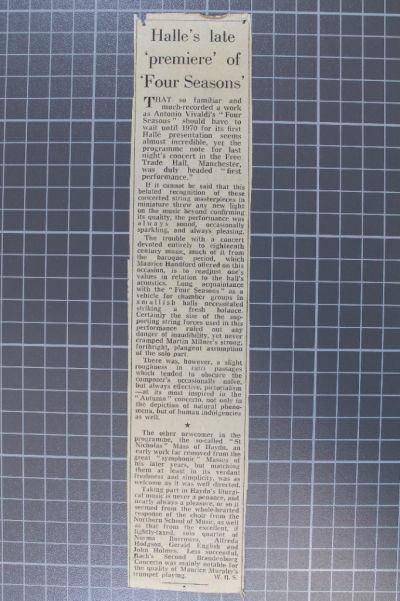 Halle's late
'premiere' of
'Four Seasons'
THAT so familiar and
much-recorded a work
as Antonio Vivaldi's "Four
Seasons" should have to
wait until 1970 for its first
Hallé presentation seems
almost incredible, yet the
programme note for last
night's concert in the Free
Trade Hall, Manchester,
was duly headed "first
performance."
If it cannot be said that this
belated recognition of these
concerted string masterpieces in
miniature threw any new light
on the music beyond confirming
its quality, the performance was
always sound, occasionally
sparkling, and always pleasing.
The trouble with a concert
devoted entirely to eighteenth
century music, much of it from
the baroque period, which
Maurice Handford offered on this
occasion, is to readjust one's
values in relation to the hall's
acoustics. Long acquaintance
with the "Four Seasons" as a
vehicle for chamber groups in
smallish halls necessitated
striking a fresh balance.
Certainly the size of the sup-
porting string forces used in this
performance ruled out any
danger of inaudibility, yet never
cramped Martin Milner's strong,
forthright, plangent assumption
of the solo part.
There was, however, a slight
roughness in tutti passages
which tended to obscure the
composer's occasionally naïve,
but always effective, pictorialism
—at its most inspired in the
"Autumn" concerto, not only in
the depiction of natural pheno-
mena, but of human indulgencies
as well.
★
The other newcomer in the
programme, the so-called "St
Nicholas" Mass of Haydn, an
early work far removed from the
great "symphonic" Masses of
his later years, but matching
them at least in its verdant
freshness and simplicity, was as
welcome as it was well directed.
Taking part in Haydn's liturgi-
cal music is never a penance, and
nearly always a pleasure, or so it
seemed from the whole-hearted
response of the choir from the
Northern School of Music, as well
as that from the excellent, if
lightly-taxed, solo quartet of
Norma Burrowes, Alfreda
Hodgson, Gerald English and
John Holmes. Less successful,
Bach's Second Brandenburg
Concerto was mainly notable for
the quality of Maurice Murphy's
trumpet playing. W. H. S.